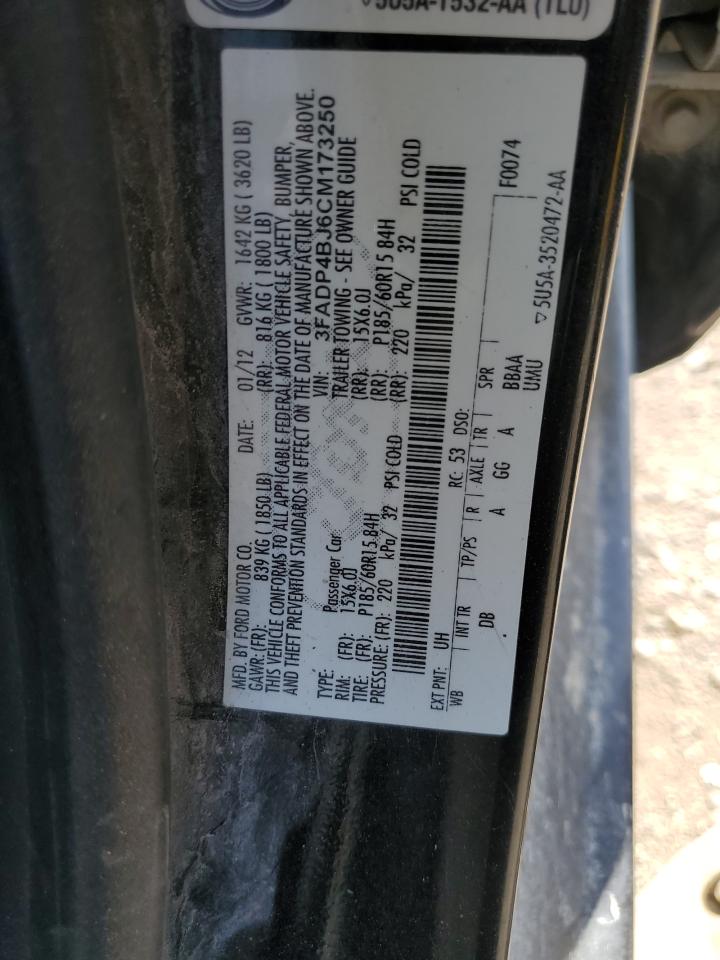 5U5A-1532-AA (TL0)
MFD. BY FORD MOTOR CO. DATE: 01/12 GVWR: 1642 KG ( 3620 LB)
GAWR: (FR): 839 KG (1850 LB) (RR): 816 KG (1800 LB)
THIS VEHICLE CONFORMS TO ALL APPLICABLE FEDERAL MOTOR VEHICLE SAFETY, BUMPER,
AND THEFT PREVENTION STANDARDS IN EFFECT ON THE DATE OF MANUFACTURE SHOWN ABOVE.
VIN: 3FADP4BJ6CM173250
TYPE: Passenger Car TRAILER TOWING - SEE OWNER GUIDE
RIM: (FR): 15X6.0J (RR): 15X6.0J
TIRE: (FR): P185/60R15 84H (RR): P185/60R15 84H
PRESSURE: (FR): 220 kPa/ 32 PSI COLD (RR): 220 kPa/ 32 PSI COLD
EXT PNT: UH RC: 53 DSO: F0074
WB INT TR TP/PS R AXLE TR SPR
DB A GG A BBAA
UMU
5U5A-3520472-AA